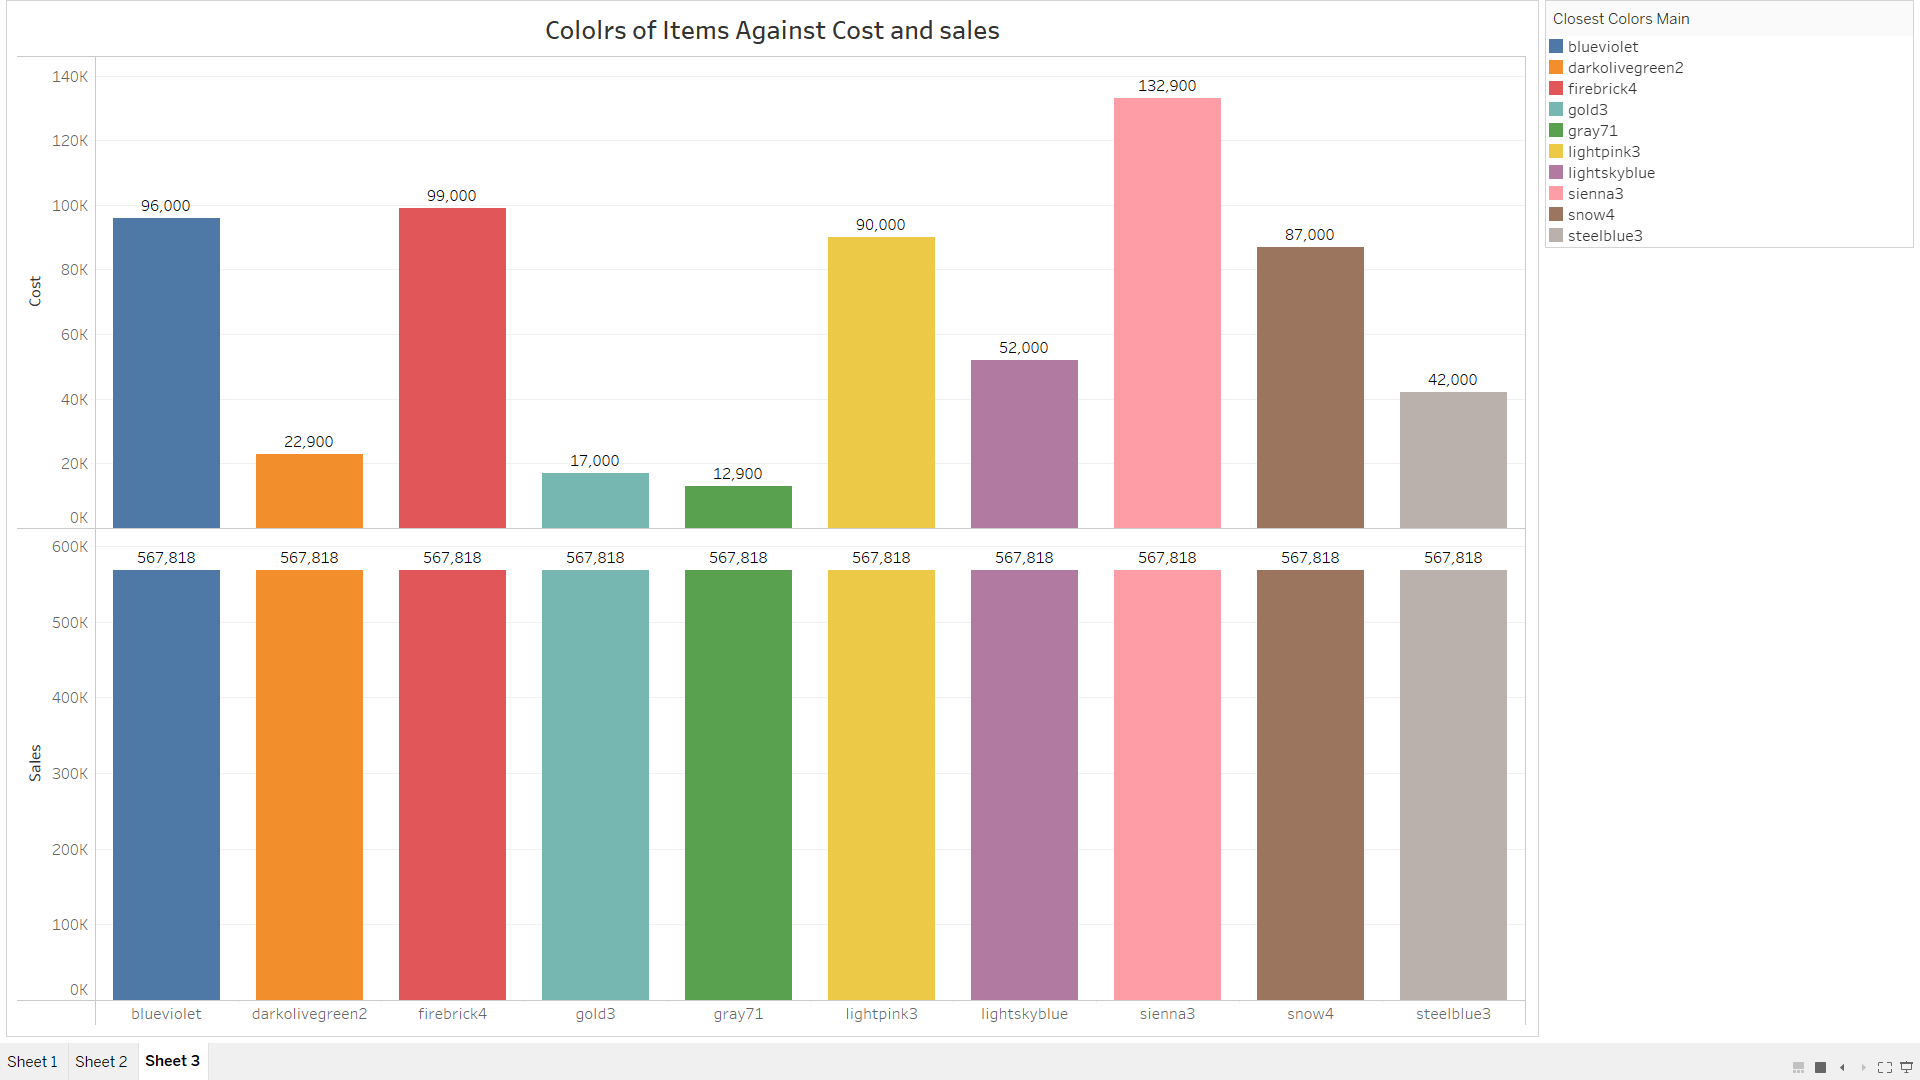 Cololrs of Items Against Cost and sales
Closest Colors Main
blueviolet
darkolivegreen2
firebrick4
gold3
gray71
lightpink3
lightskyblue
sienna3
snow4
steelblue3
Cost
140K
120K
100K
80K
60K
40K
20K
0K
96,000
22,900
99,000
17,000
12,900
90,000
52,000
132,900
87,000
42,000
Sales
600K
500K
400K
300K
200K
100K
0K
567,818 567,818 567,818 567,818 567,818 567,818 567,818 567,818 567,818 567,818
blueviolet darkolivegreen2 firebrick4 gold3 gray71 lightpink3 lightskyblue sienna3 snow4 steelblue3
Sheet 1 Sheet 2 Sheet 3